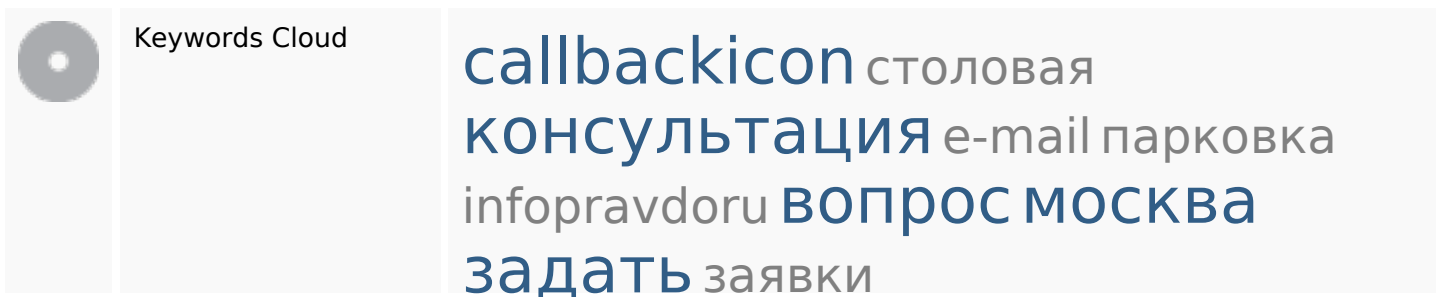 Keywords Cloud
callbackicon столовая
консультация e-mail парковка
infopravdoru вопрос москва
задать заявки